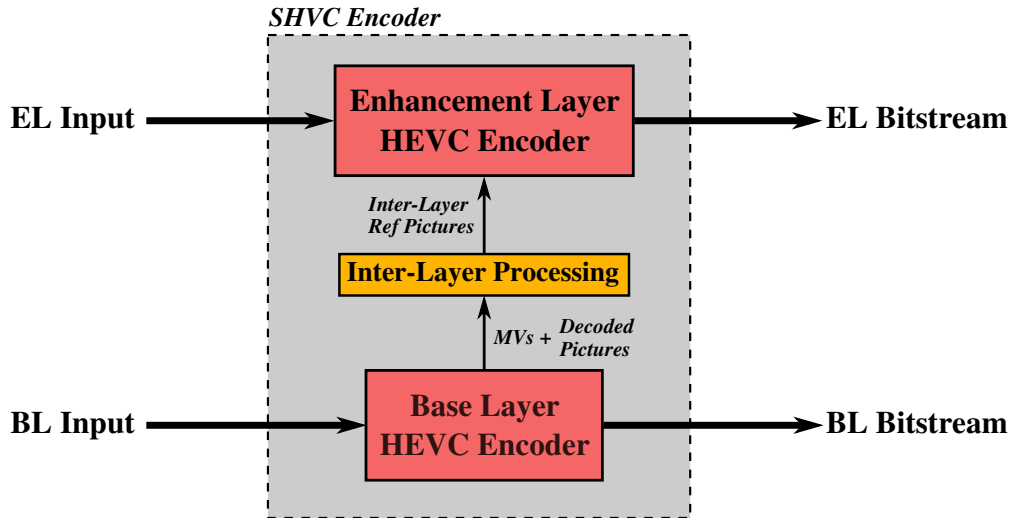 SHVC Encoder
EL Input
Enhancement Layer
HEVC Encoder
EL Bitstream
Inter-Layer
Ref Pictures
Inter-Layer Processing
MVs + Decoded
Pictures
BL Input
Base Layer
HEVC Encoder
BL Bitstream